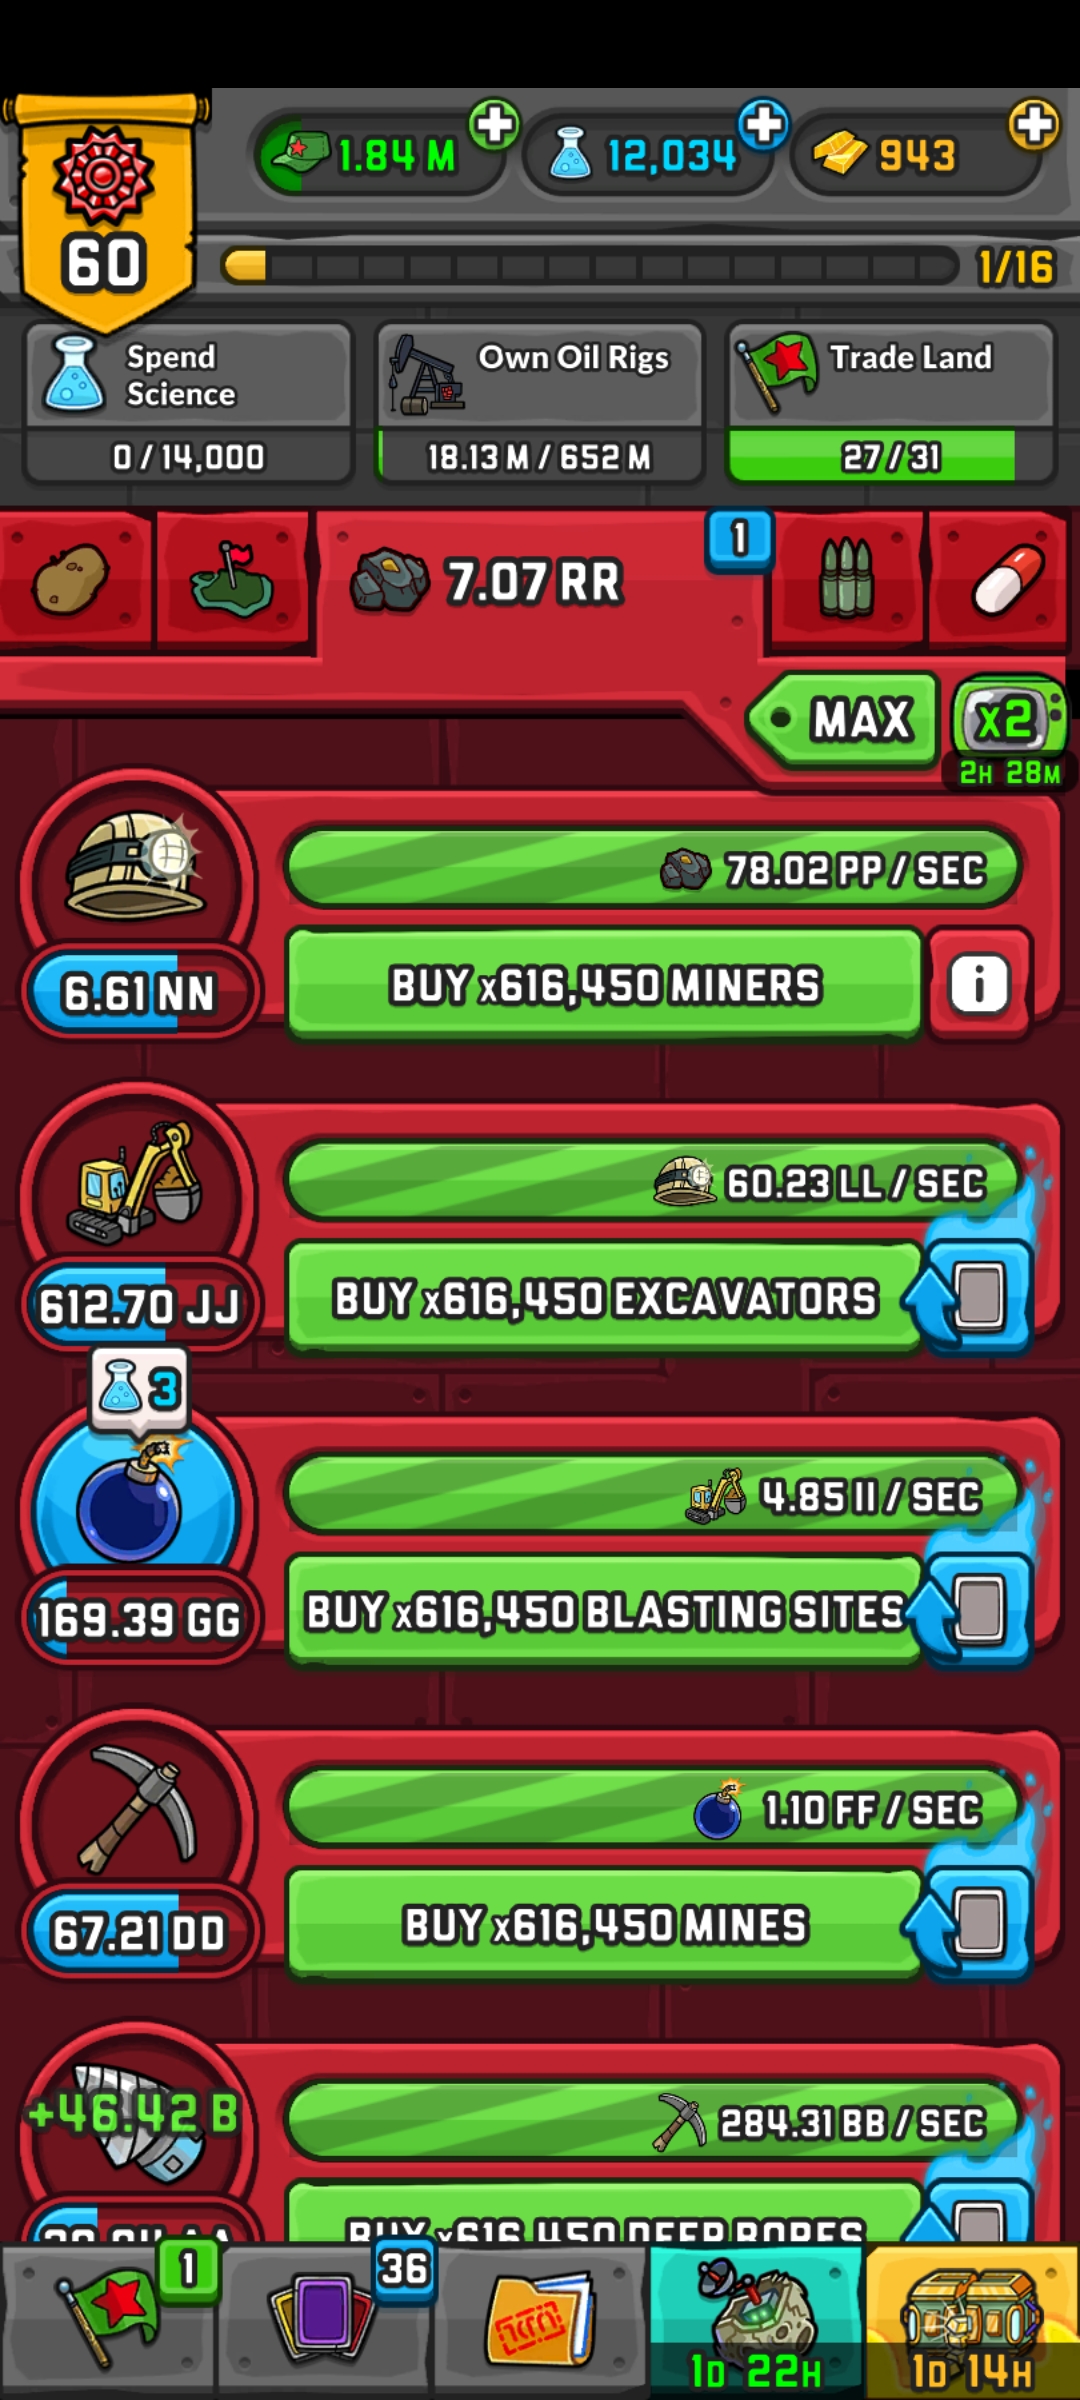 60
1.84 M
12,034
943
1/16
Spend
Science
0 / 14,000
Own Oil Rigs
18.13 M / 652 M
Trade Land
27 / 31
7.07 RR
1
MAX
x2
2H 28M
78.02 PP / SEC
6.61 NN
BUY x616,450 MINERS
i
60.23 LL / SEC
612.70 JJ
BUY x616,450 EXCAVATORS
3
4.85 II / SEC
169.39 GG
BUY x616,450 BLASTING SITES
1.10 FF / SEC
67.21 DD
BUY x616,450 MINES
+46.42 B
284.31 BB / SEC
BUY x616,450 DEEP BORES
1
36
1D 22H
1D 14H